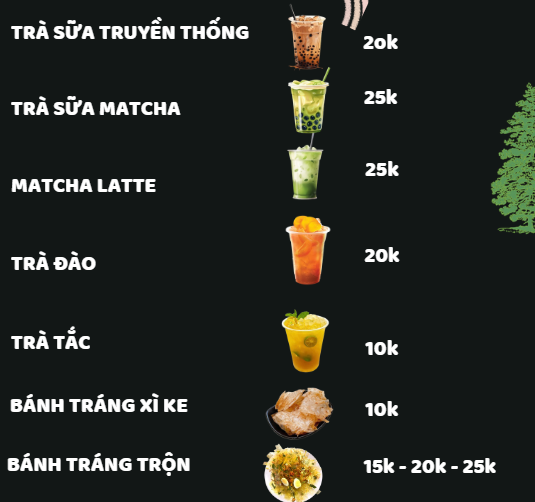 TRÀ SỮA TRUYỀN THỐNG 2ok
TRÀ SỮA MATCHA 25k
MATCHA LATTE 25k
TRÀ ĐÀO 20k
TRÀ TẮC 10k
BÁNH TRÁNG XÌ KE 10k
BÁNH TRÁNG TRỘN 15k - 20k - 25k